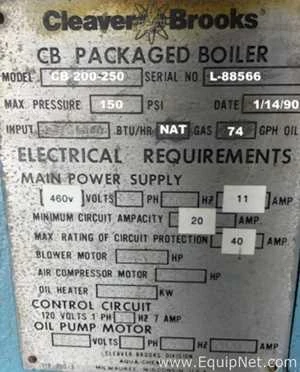 Cleaver Brooks
CB PACKAGED BOILER
MODEL CB 200-250 SERIAL NO L-88566
MAX PRESSURE 150 PSI DATE 1/14/90
INPUT BTU/HR NAT GAS 74 GPH OIL
ELECTRICAL REQUIREMENTS
MAIN POWER SUPPLY
460v VOLTS PH HZ 11 AMP.
MINIMUM CIRCUIT AMPACITY 20 AMP.
MAX RATING OF CIRCUIT PROTECTION 40 AMP.
BLOWER MOTOR HP
AIR COMPRESSOR MOTOR HP
OIL HEATER KW
CONTROL CIRCUIT
120 VOLTS 1 PH HZ 7 AMP
OIL PUMP MOTOR
VOLTS PH HZ AMP.
CLEAVER BROOKS DIVISION
AQUA-CHEM
MILWAUKEE
www.EquipNet.com